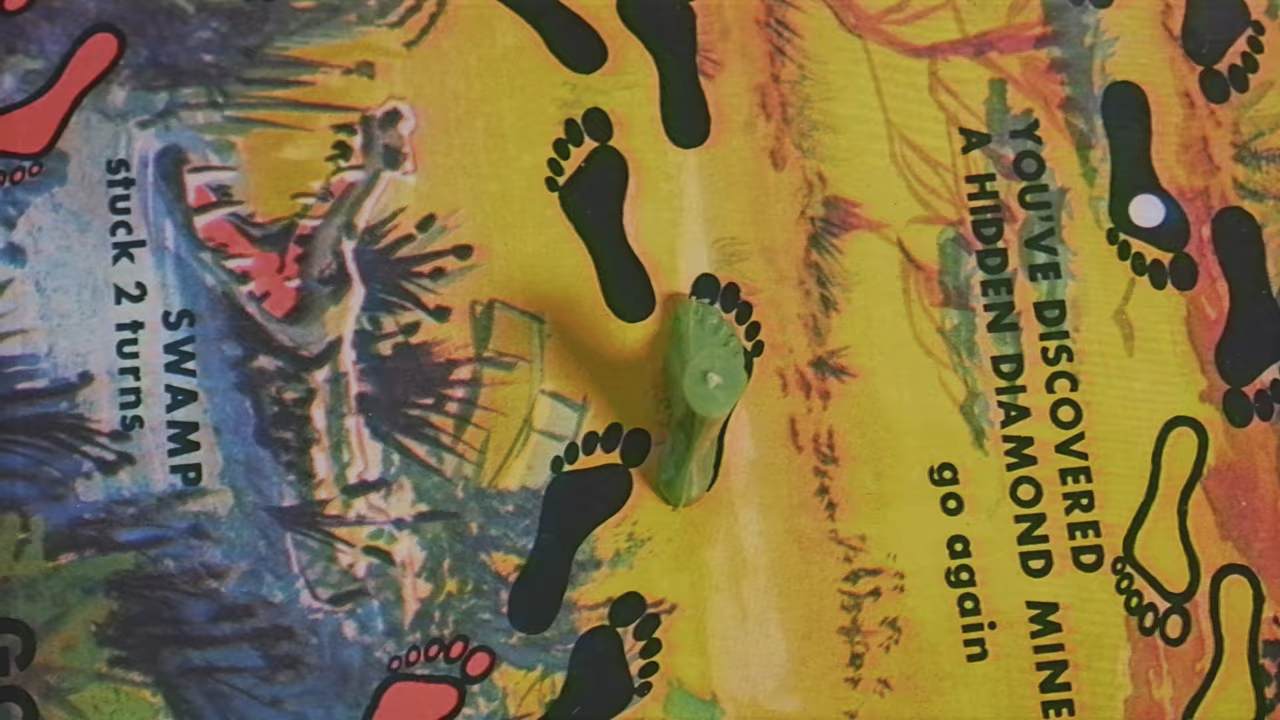 YOU'VE DISCOVERED
A HIDDEN DIAMOND MINE
go again
SWAMP
stuck 2 turns